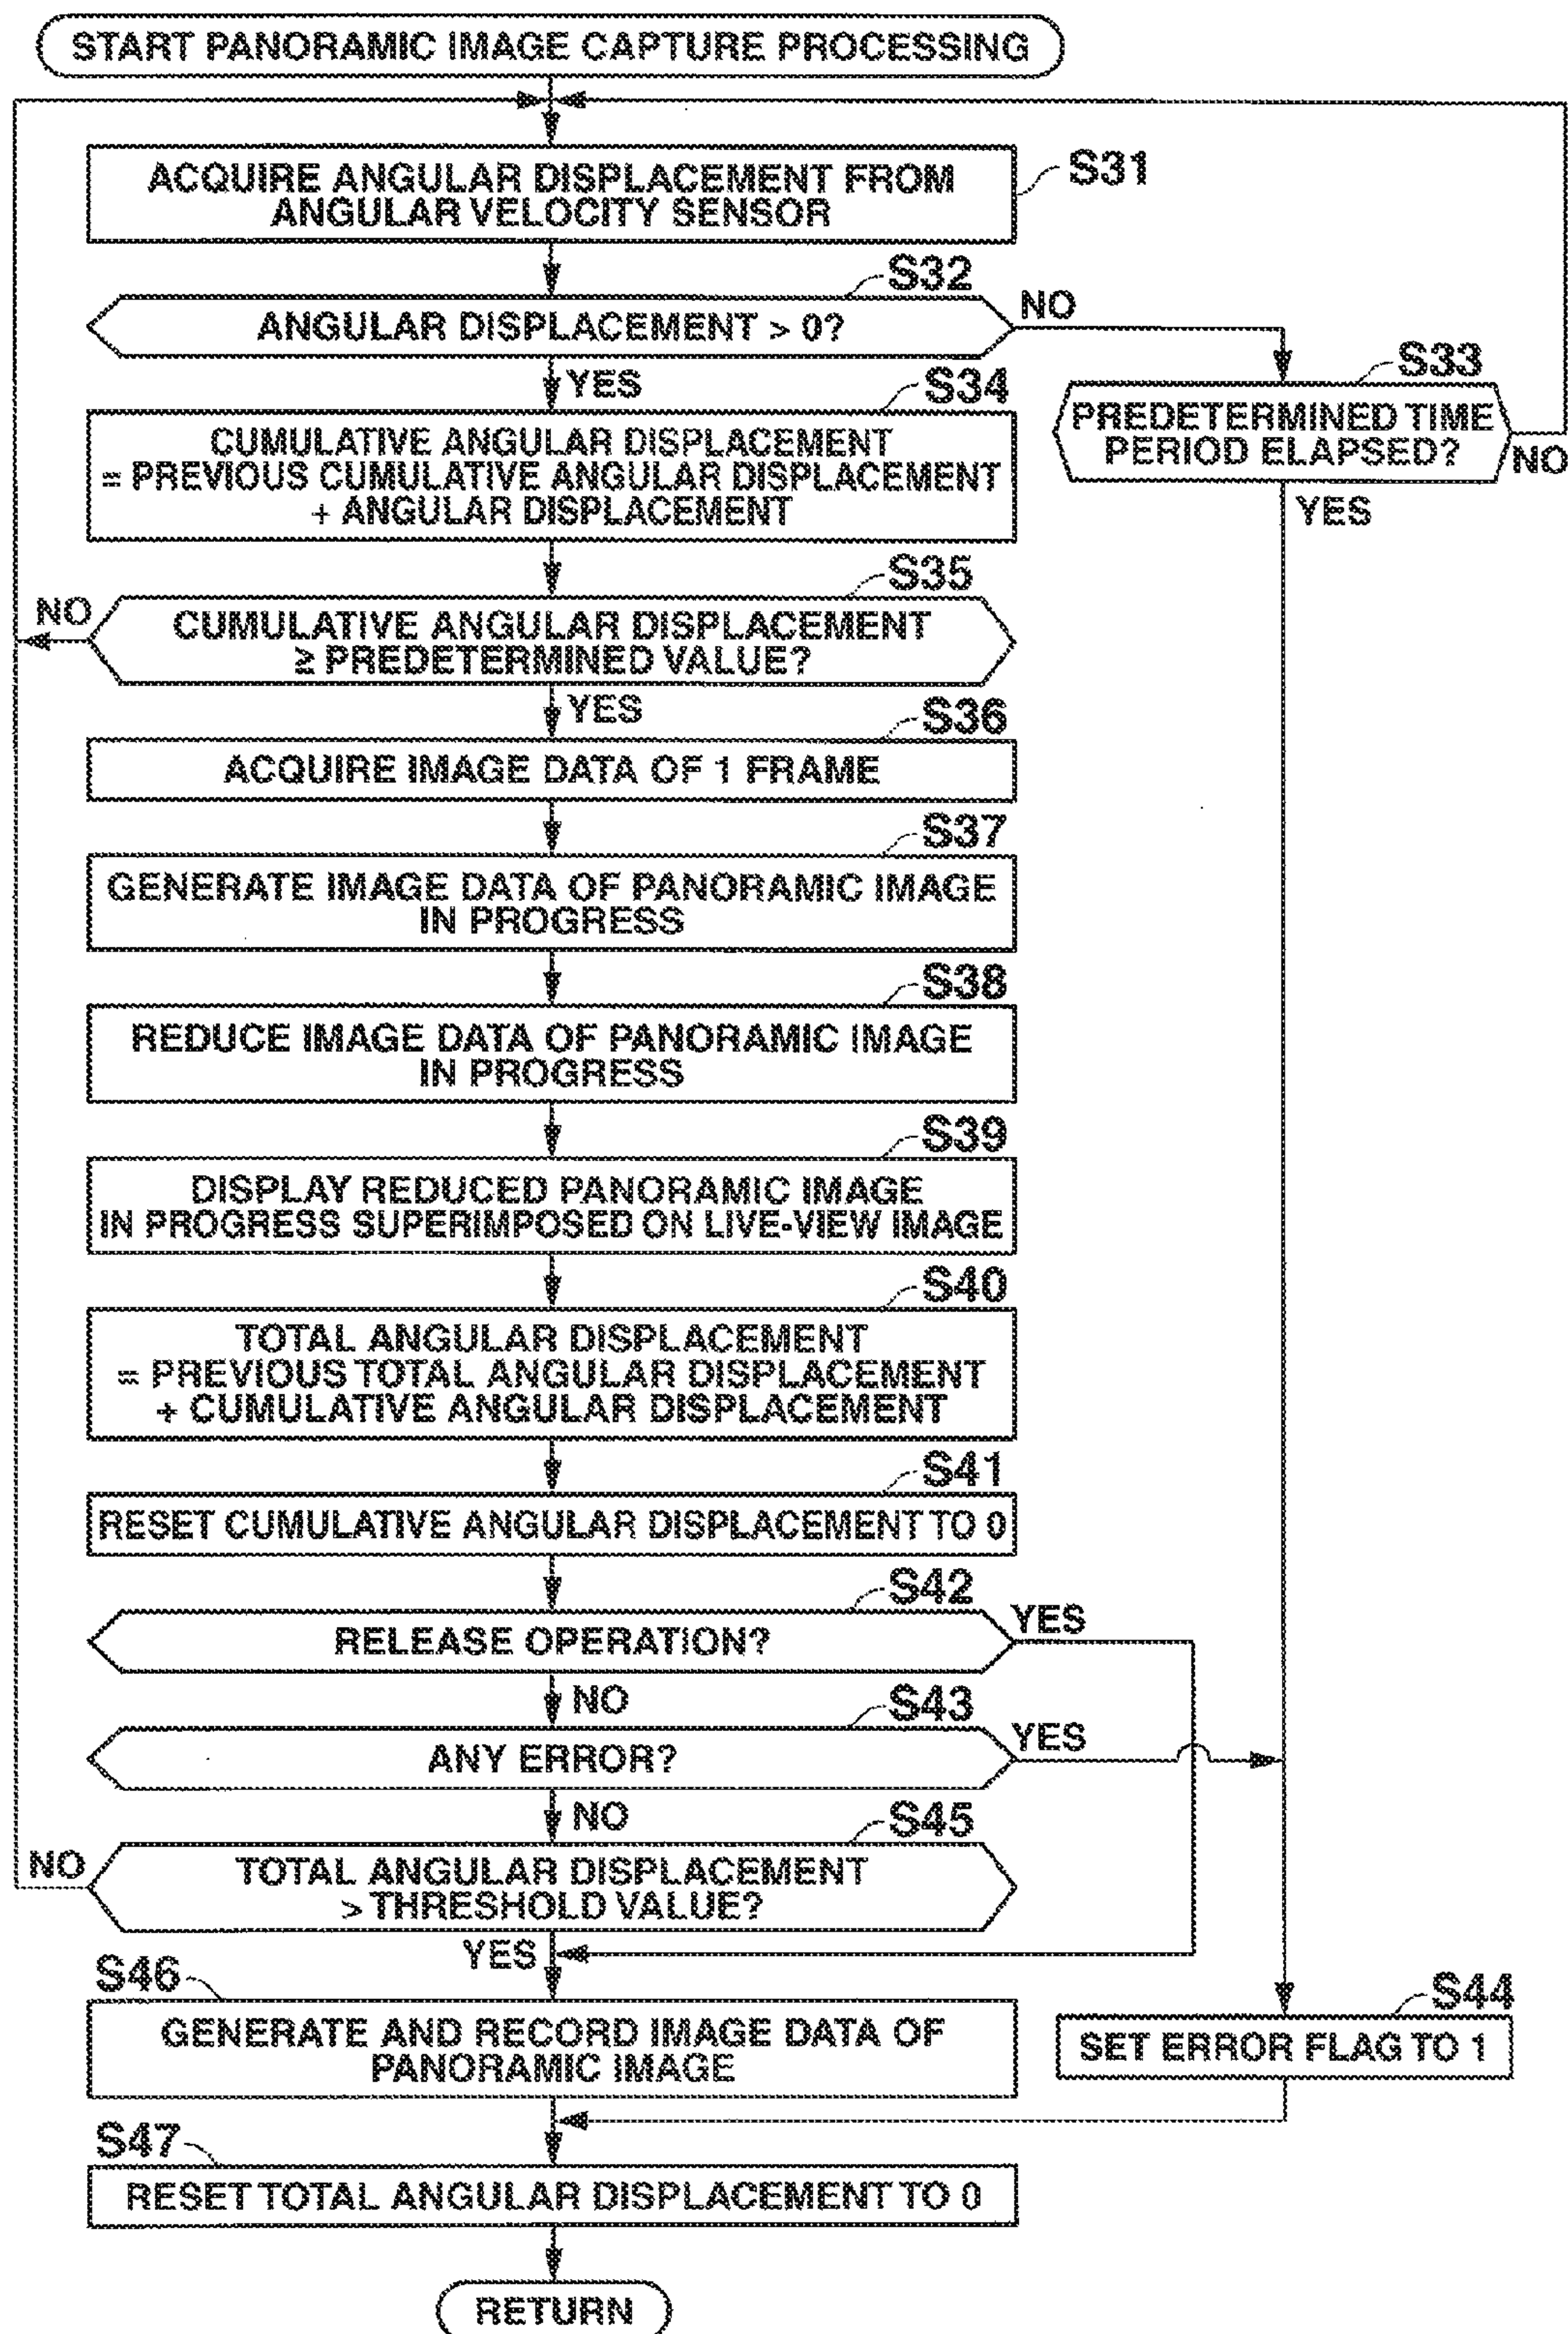 START PANORAMIC IMAGE CAPTURE PROCESSING
S31
ACQUIRE ANGULAR DISPLACEMENT FROM
ANGULAR VELOCITY SENSOR
S32
ANGULAR DISPLACEMENT > 0?
NO
YES
S33
PREDETERMINED TIME
PERIOD ELAPSED?
NO
YES
S34
CUMULATIVE ANGULAR DISPLACEMENT
= PREVIOUS CUMULATIVE ANGULAR DISPLACEMENT
+ ANGULAR DISPLACEMENT
S35
NO
CUMULATIVE ANGULAR DISPLACEMENT
≧ PREDETERMINED VALUE?
YES
S36
ACQUIRE IMAGE DATA OF 1 FRAME
S37
GENERATE IMAGE DATA OF PANORAMIC IMAGE
IN PROGRESS
S38
REDUCE IMAGE DATA OF PANORAMIC IMAGE
IN PROGRESS
S39
DISPLAY REDUCED PANORAMIC IMAGE
IN PROGRESS SUPERIMPOSED ON LIVE-VIEW IMAGE
S40
TOTAL ANGULAR DISPLACEMENT
= PREVIOUS TOTAL ANGULAR DISPLACEMENT
+ CUMULATIVE ANGULAR DISPLACEMENT
S41
RESET CUMULATIVE ANGULAR DISPLACEMENT TO 0
S42
RELEASE OPERATION?
YES
NO
S43
ANY ERROR?
YES
NO
S45
NO
TOTAL ANGULAR DISPLACEMENT
> THRESHOLD VALUE?
YES
S46
GENERATE AND RECORD IMAGE DATA OF
PANORAMIC IMAGE
S44
SET ERROR FLAG TO 1
S47
RESET TOTAL ANGULAR DISPLACEMENT TO 0
RETURN